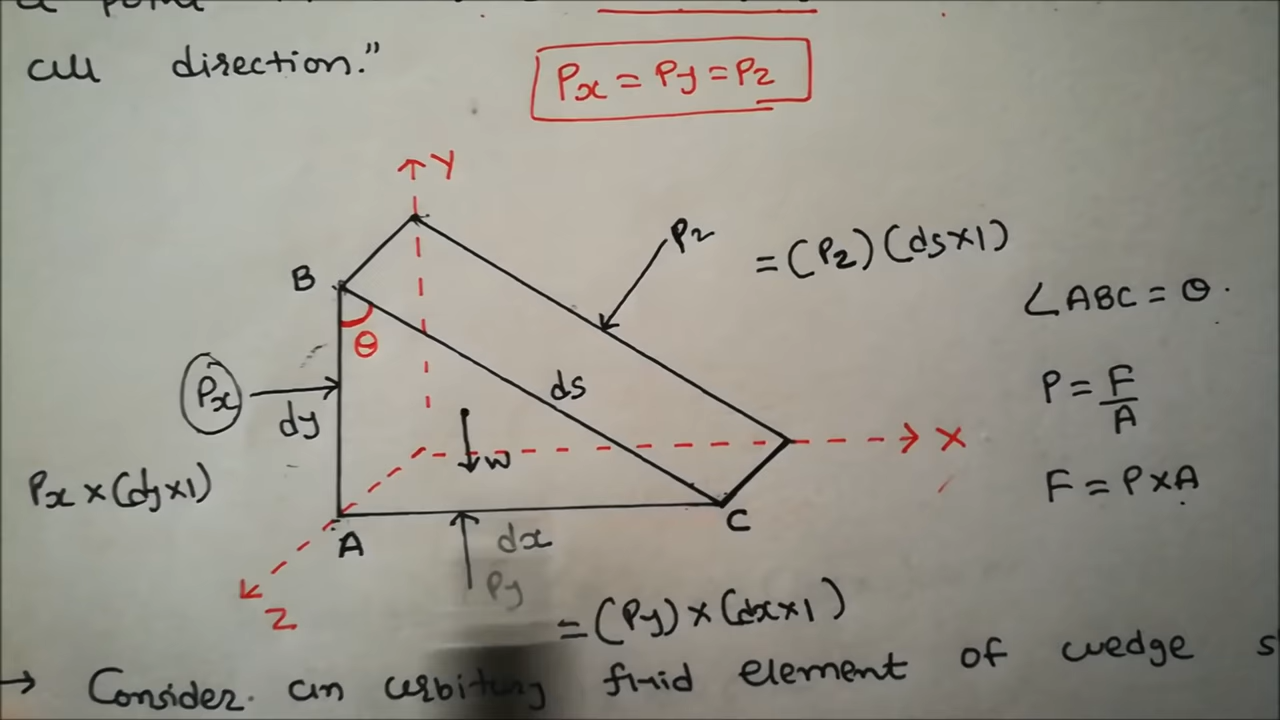 all direction."
Px = Py = Pz
Y
B
Pz
= (Pz) (ds×1)
∠ABC = θ.
θ
ds
Px
dy
P = F/A
W
X
Px × (dy×1)
F = P×A
A
C
dx
Py
Z
= (Py) × (dx×1)
→ Consider an arbitrary fluid element of wedge s